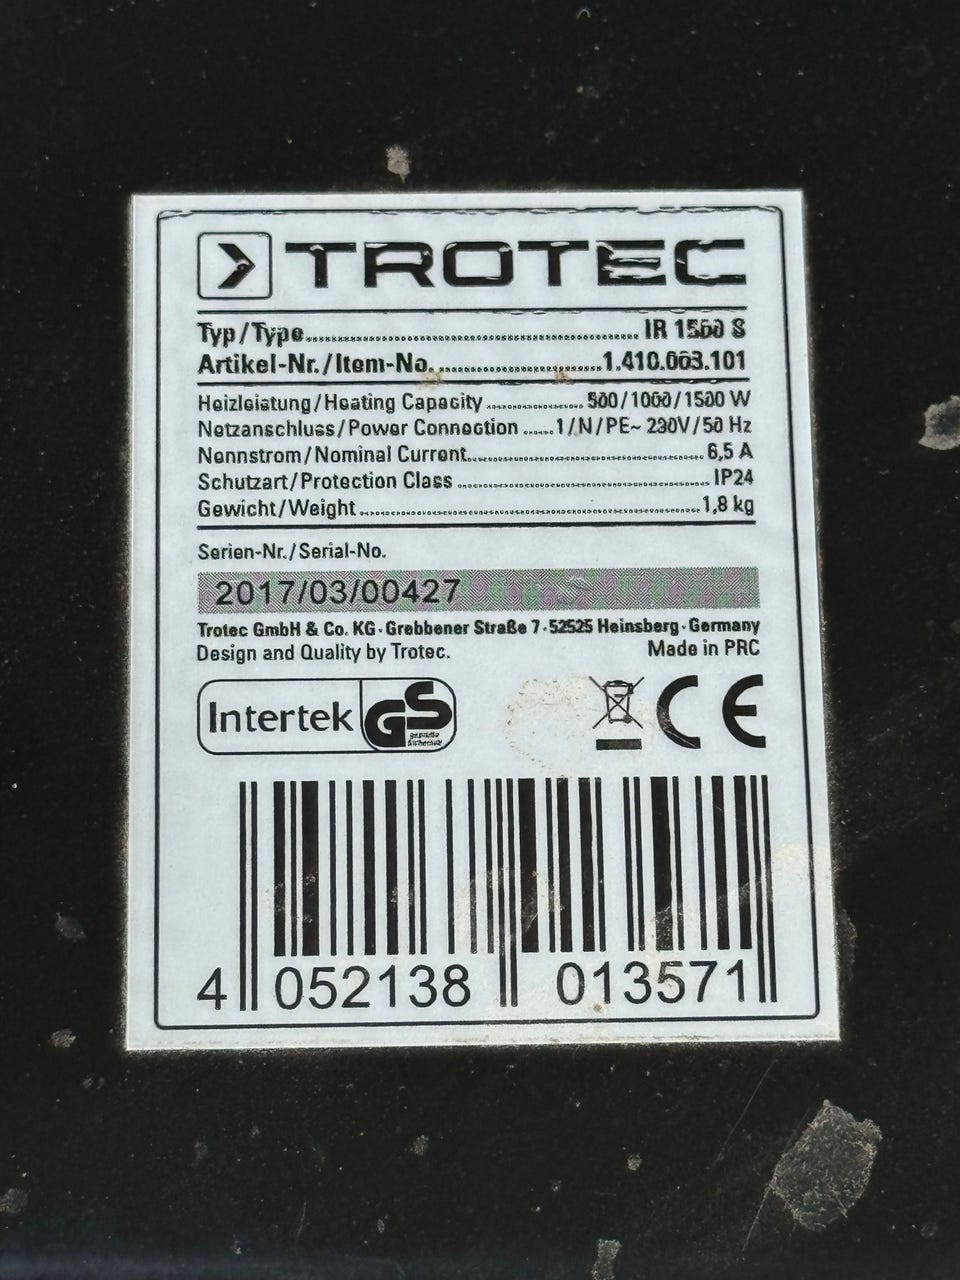 TROTEC
Typ/Type IR 1500 S
Artikel-Nr./Item-No. 1.410.003.101
Heizleistung/Heating Capacity 500/1000/1500 W
Netzanschluss/Power Connection 1/N/PE~ 230V/50 Hz
Nennstrom/Nominal Current 6,5 A
Schutzart/Protection Class IP24
Gewicht/Weight 1,8 kg
Serien-Nr./Serial-No.
2017/03/00427
Trotec GmbH & Co. KG · Grebbener Straße 7 · 52525 Heinsberg · Germany
Design and Quality by Trotec. Made in PRC
Intertek GS geprüfte Sicherheit CE
4 052138 013571